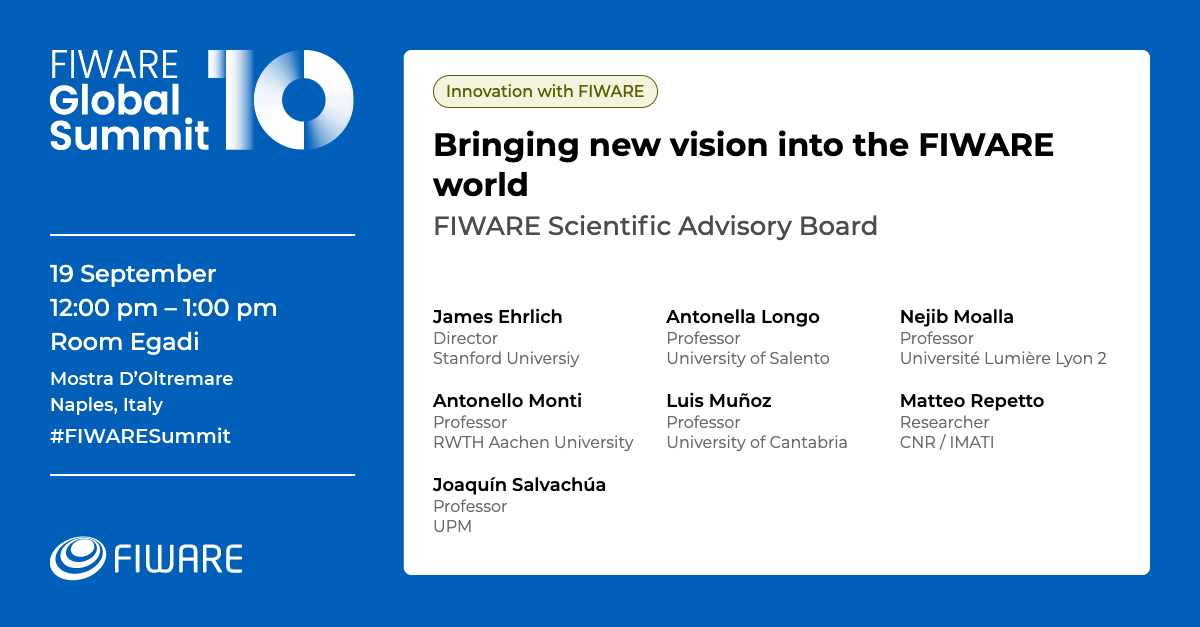 FIWARE
Global
Summit
10
19 September
12:00 pm – 1:00 pm
Room Egadi
Mostra D’Oltremare
Naples, Italy
#FIWARESummit
FIWARE
Innovation with FIWARE
Bringing new vision into the FIWARE
world
FIWARE Scientific Advisory Board
James Ehrlich
Director
Stanford Universiy
Antonella Longo
Professor
University of Salento
Nejib Moalla
Professor
Université Lumière Lyon 2
Antonello Monti
Professor
RWTH Aachen University
Luis Muñoz
Professor
University of Cantabria
Matteo Repetto
Researcher
CNR / IMATI
Joaquín Salvachúa
Professor
UPM